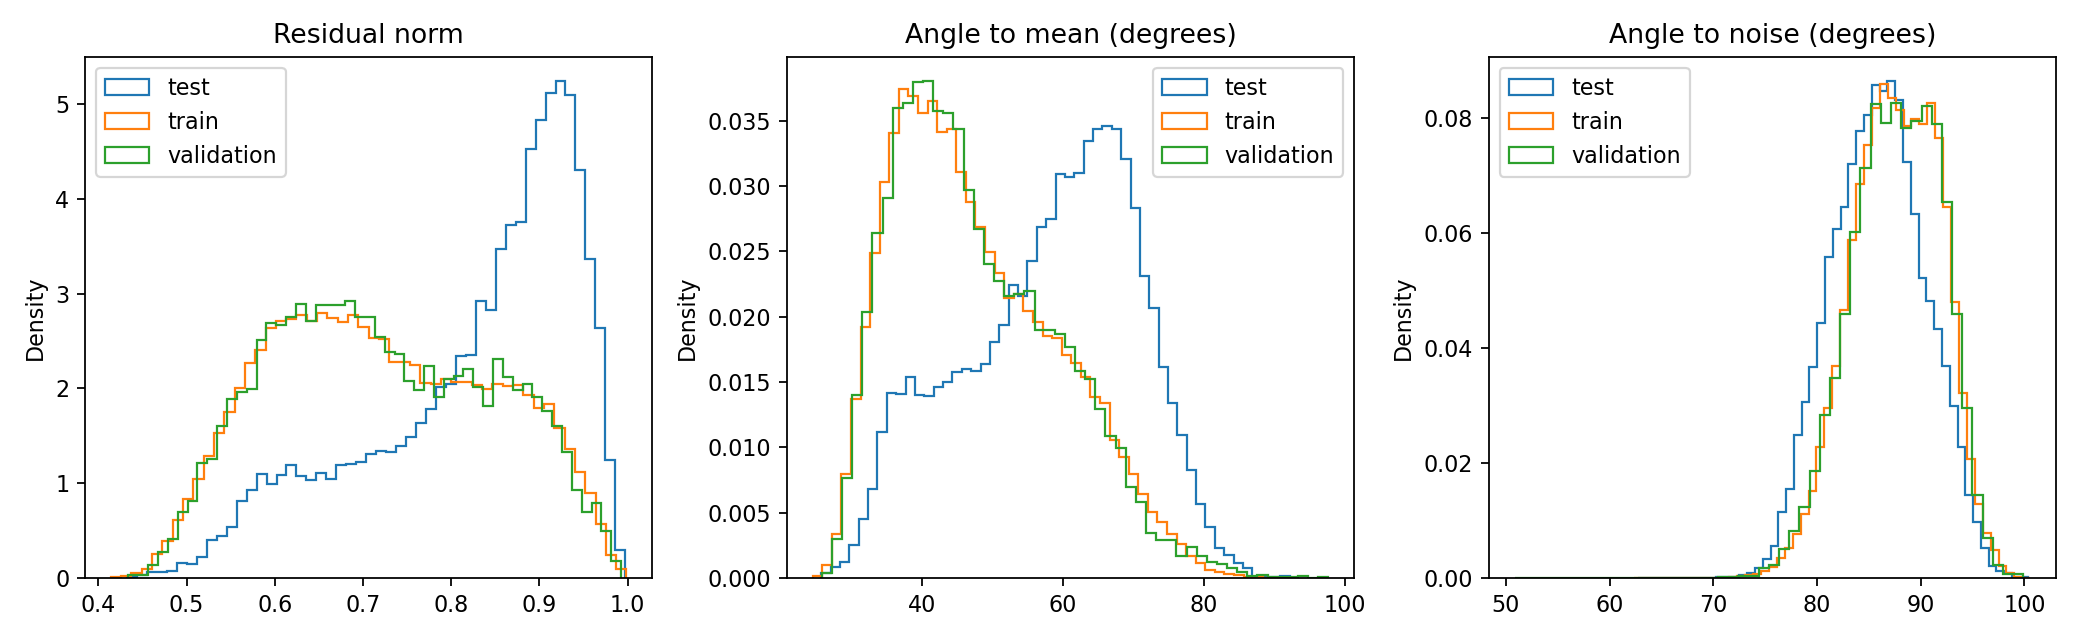 Residual norm
Density
5
4
3
2
1
0
0.4 0.5 0.6 0.7 0.8 0.9 1.0
test
train
validation
Angle to mean (degrees)
Density
0.035
0.030
0.025
0.020
0.015
0.010
0.005
0.000
40 60 80 100
test
train
validation
Angle to noise (degrees)
Density
0.08
0.06
0.04
0.02
0.00
50 60 70 80 90 100
test
train
validation